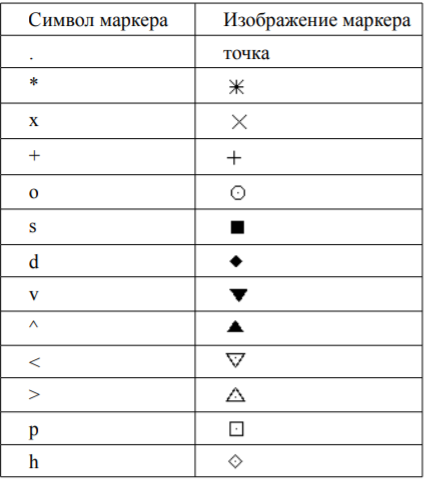 Символ маркера Изображение маркера
. точка
*
x
+
o
s
d
v
^
<
>
p
h